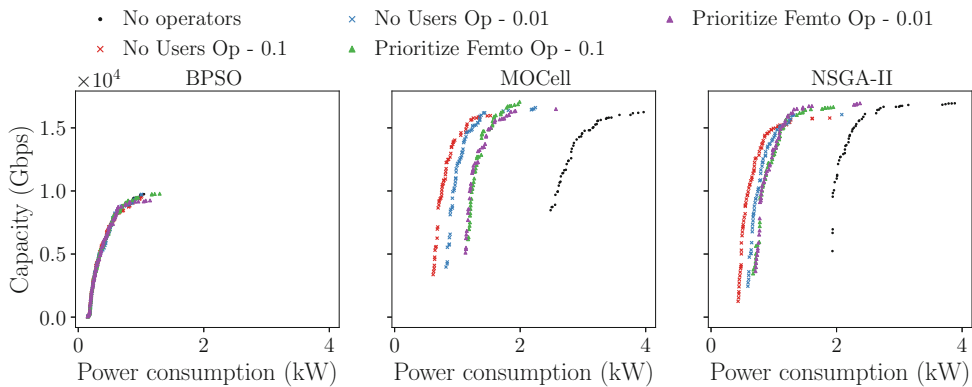 No operators
No Users Op - 0.01
Prioritize Femto Op - 0.01
No Users Op - 0.1
Prioritize Femto Op - 0.1
×10⁴
BPSO
MOCell
NSGA-II
Capacity (Gbps)
1.5
1.0
0.5
0.0
0 2 4
0 2 4
0 2 4
Power consumption (kW)
Power consumption (kW)
Power consumption (kW)